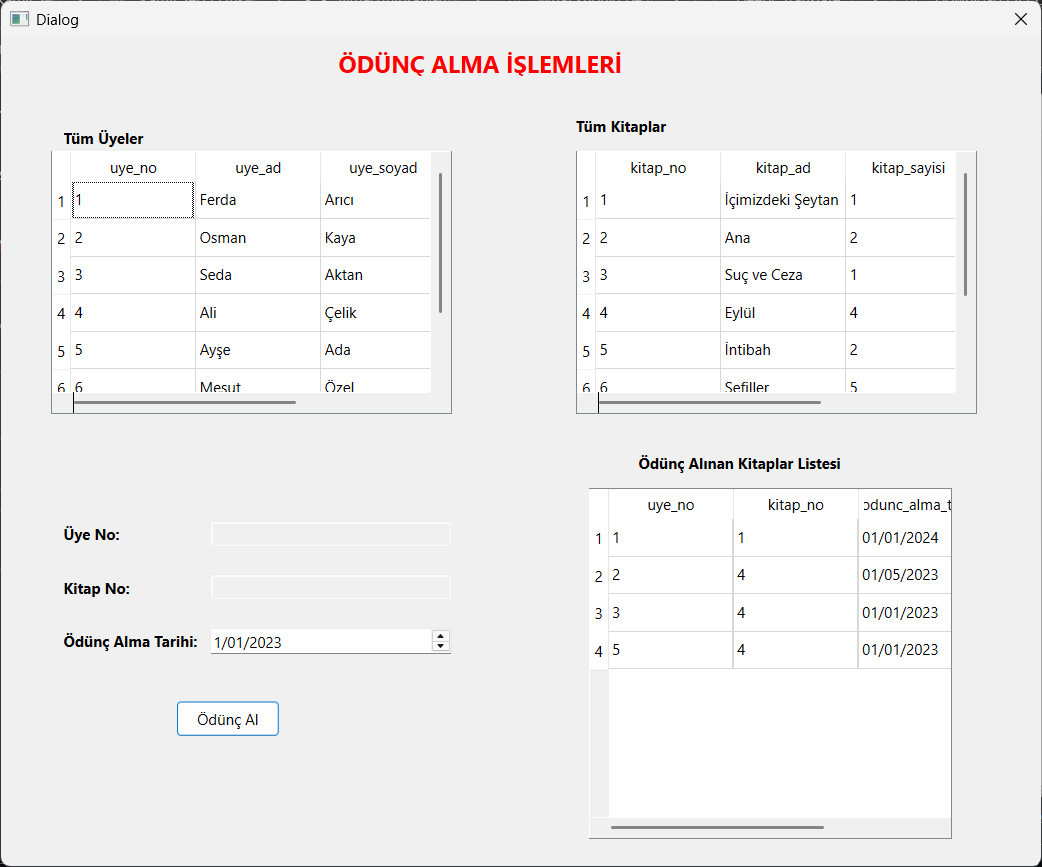 Dialog
ÖDÜNÇ ALMA İŞLEMLERİ
Tüm Üyeler
uye_no uye_ad uye_soyad
1 1 Ferda Arıcı
2 2 Osman Kaya
3 3 Seda Aktan
4 4 Ali Çelik
5 5 Ayşe Ada
6 6 Mesut Özel
Tüm Kitaplar
kitap_no kitap_ad kitap_sayisi
1 1 İçimizdeki Şeytan 1
2 2 Ana 2
3 3 Suç ve Ceza 1
4 4 Eylül 4
5 5 İntibah 2
6 6 Sefiller 5
Üye No:
Kitap No:
Ödünç Alma Tarihi: 1/01/2023
Ödünç Al
Ödünç Alınan Kitaplar Listesi
uye_no kitap_no odunc_alma_t
1 1 1 01/01/2024
2 2 4 01/05/2023
3 3 4 01/01/2023
4 5 4 01/01/2023